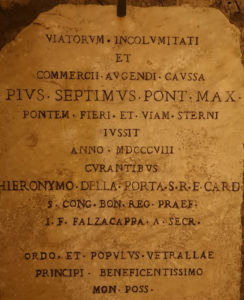 VIATORVM · INCOLVMITATI
ET
COMMERCII · AVGENDI · CAVSSA
PIVS · SEPTIMVS · PONT · MAX
PONTEM · FIERI · ET · VIAM · STERNI
IVSSIT
ANNO · MDCCCVIII
CVRANTIBVS
HIERONYMO · DELLA · PORTA · S · R · E · CARD
S · CONG · BON · REG · PRAEF
I · F · FALZACAPPA · A · SECR ·
ORDO · ET · POPVLVS · VETRALLAE
PRINCIPI · BENEFICENTISSIMO
MON · POSS ·